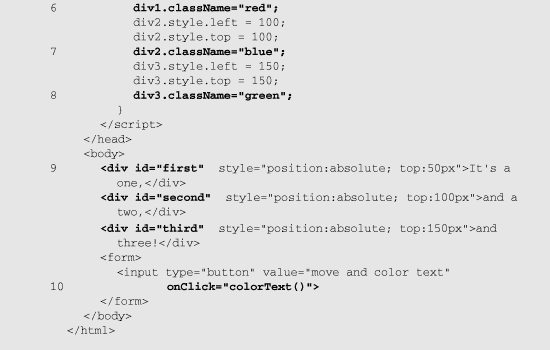 6 div1.className="red";
div2.style.left = 100;
div2.style.top = 100;
7 div2.className="blue";
div3.style.left = 150;
div3.style.top = 150;
8 div3.className="green";
}
</script>
</head>
<body>
9 <div id="first" style="position:absolute; top:50px">It's a
one,</div>
<div id="second" style="position:absolute; top:100px">and a
two,</div>
<div id="third" style="position:absolute; top:150px">and
three!</div>
<form>
<input type="button" value="move and color text"
10 onClick="colorText()">
</form>
</body>
</html>